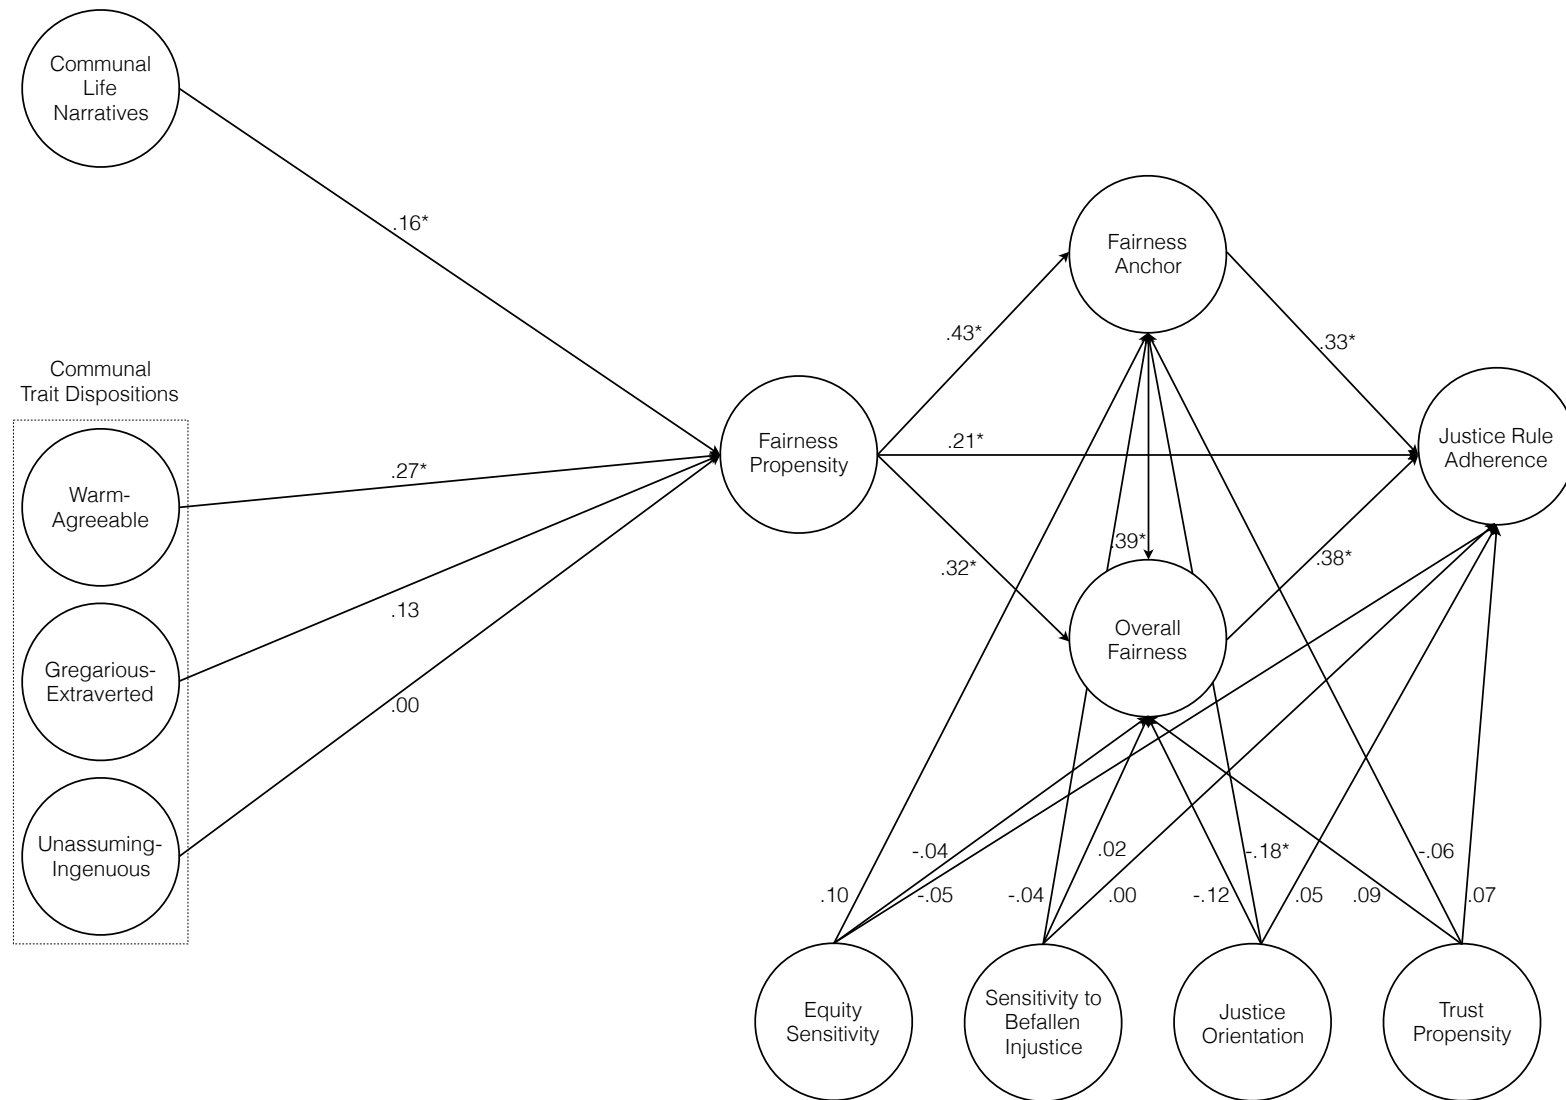 Communal
Life
Narratives
.16*
Communal
Trait Dispositions
Warm-
Agreeable
.27*
Gregarious-
Extraverted
.13
Unassuming-
Ingenuous
.00
Fairness
Propensity
.43*
.21*
.32*
Fairness
Anchor
.33*
.39*
Overall
Fairness
.38*
Justice Rule
Adherence
-.04
.02
-.18*
-.06
.10
-.05
-.04
.00
-.12
.05
.09
.07
Equity
Sensitivity
Sensitivity to
Befallen
Injustice
Justice
Orientation
Trust
Propensity